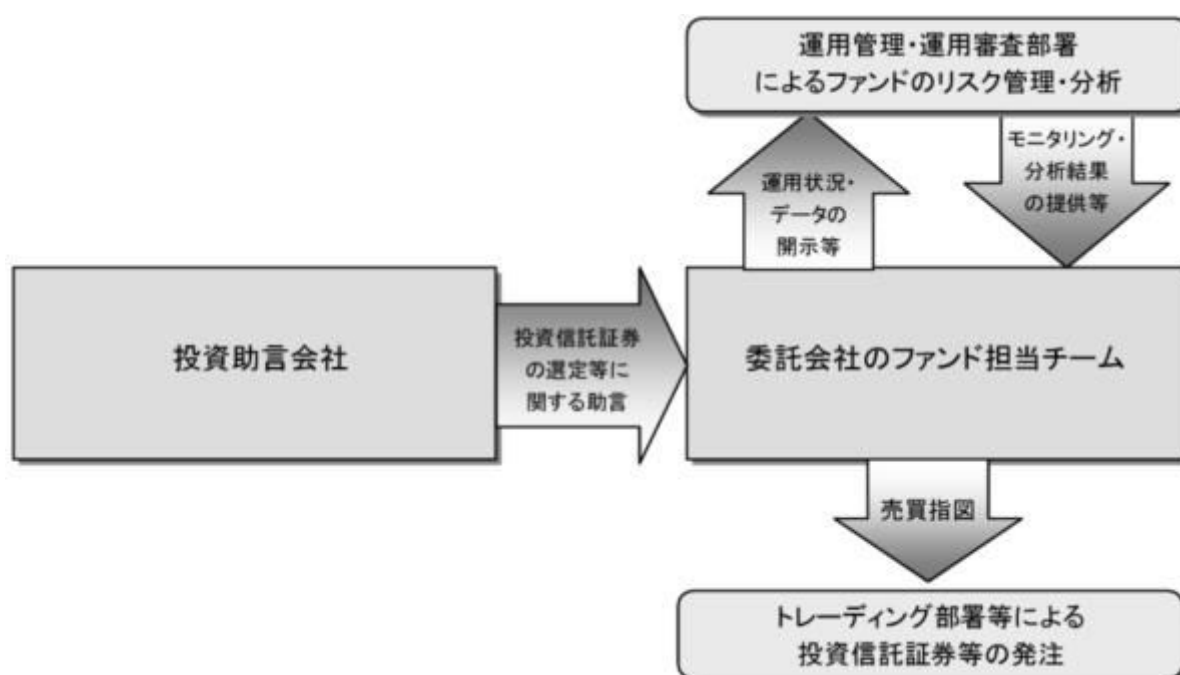 運用管理・運用審査部署
によるファンドのリスク管理・分析
運用状況・
データの
開示等
モニタリング・
分析結果
の提供等
投資助言会社
投資信託証券
の選定等に
関する助言
委託会社のファンド担当チーム
売買指図
トレーディング部署等による
投資信託証券等の発注